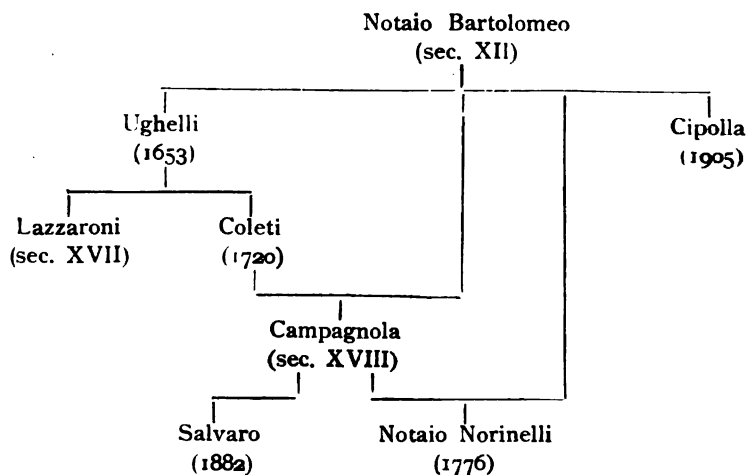 Notaio Bartolomeo
(sec. XII)
Ughelli
(1653)
Cipolla
(1905)
Lazzaroni
(sec. XVII)
Coleti
(1720)
Campagnola
(sec. XVIII)
Salvaro
(1882)
Notaio Norinelli
(1776)